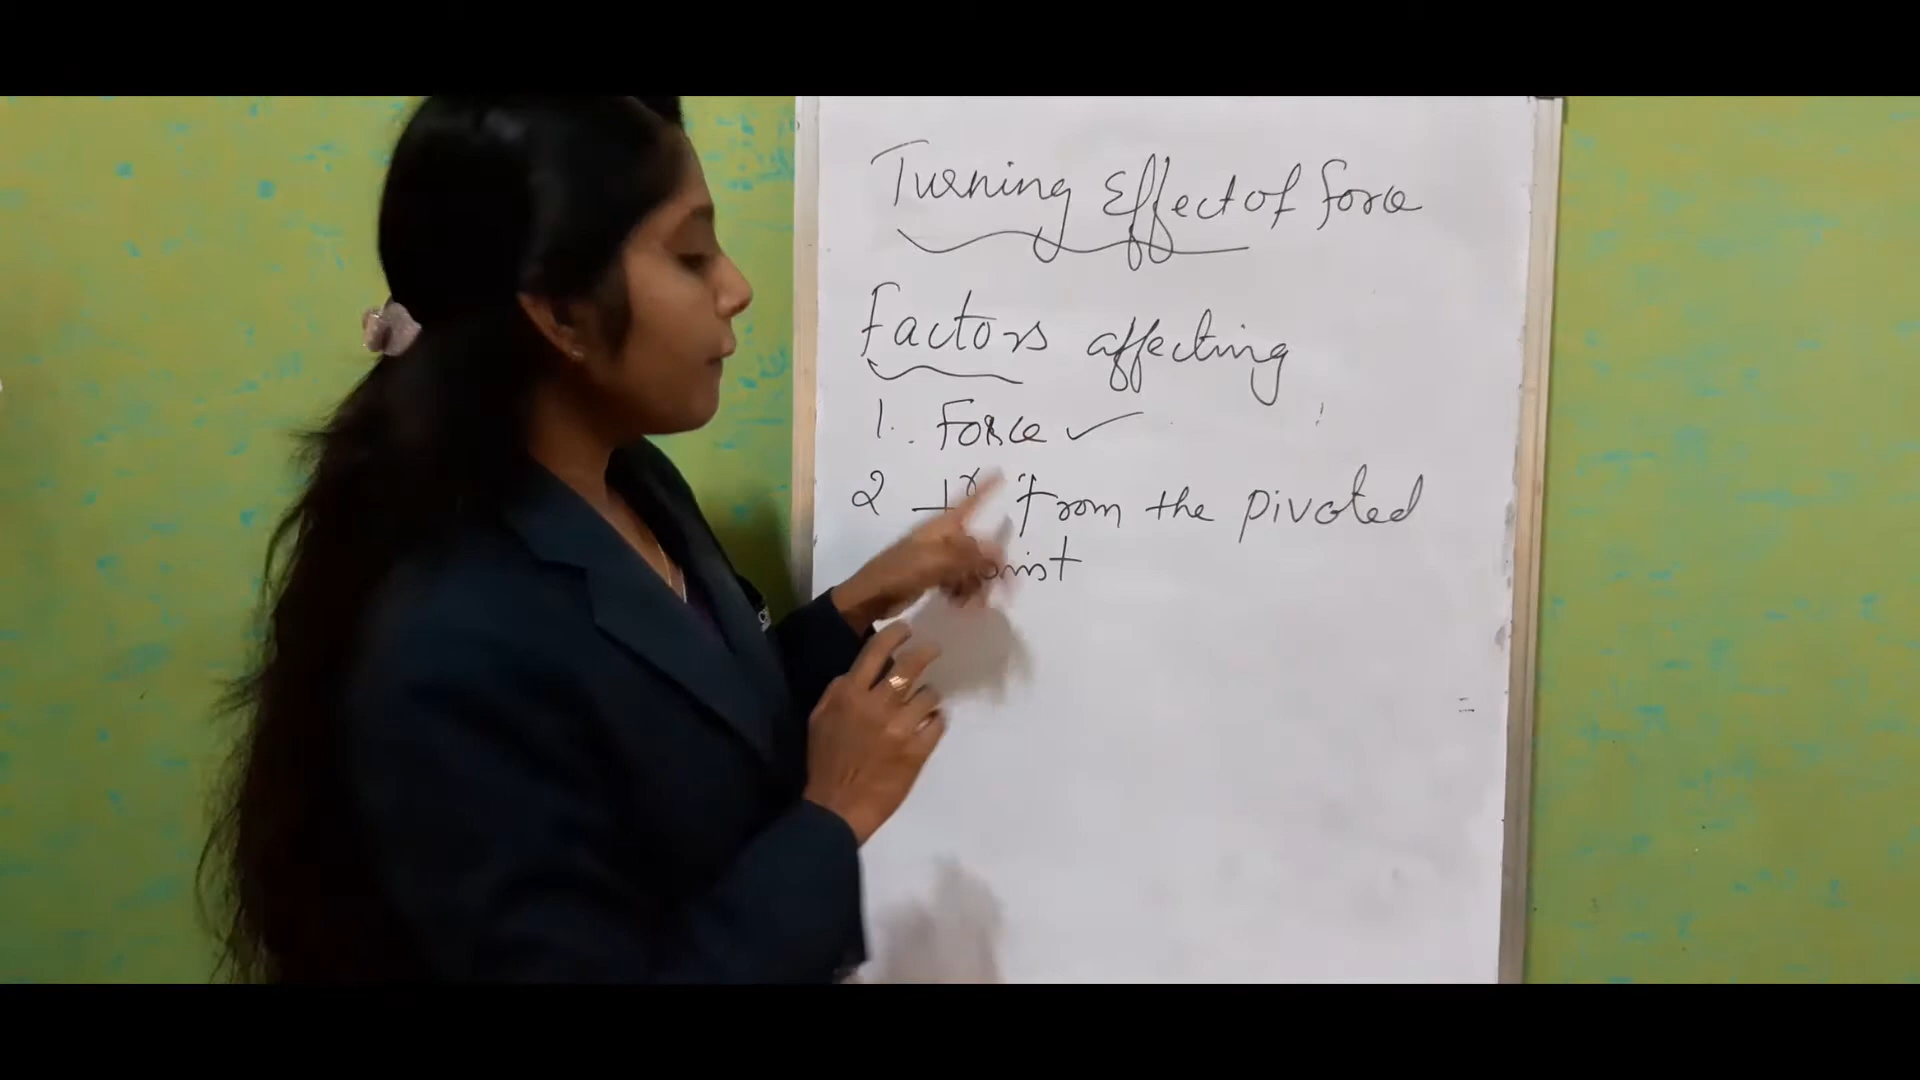 Turning Effect of force
Factors affecting
1. Force ✓
2 ⊥r from the pivoted